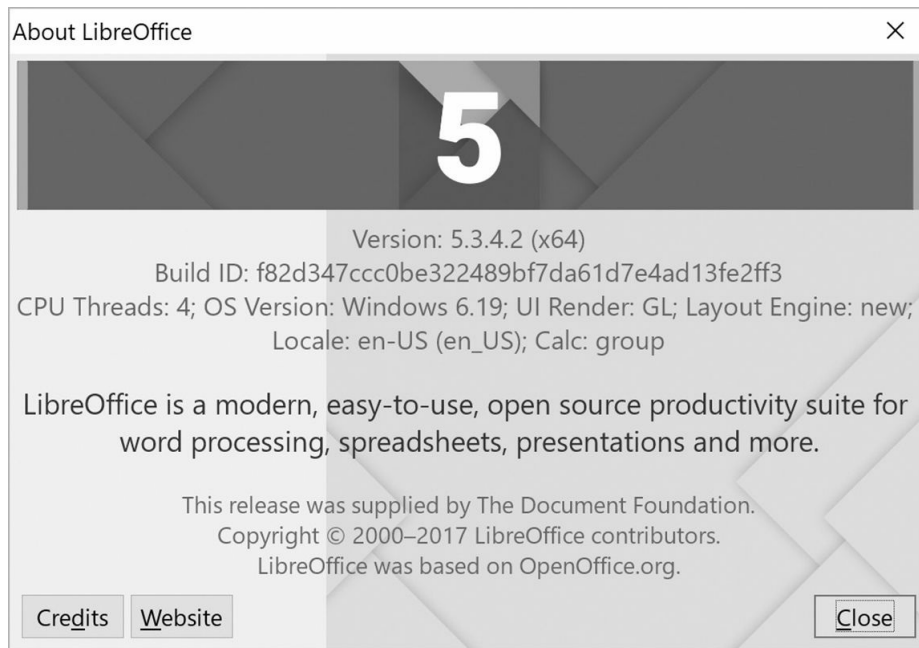 About LibreOffice
5
Version: 5.3.4.2 (x64)
Build ID: f82d347ccc0be322489bf7da61d7e4ad13fe2ff3
CPU Threads: 4; OS Version: Windows 6.19; UI Render: GL; Layout Engine: new;
Locale: en-US (en_US); Calc: group
LibreOffice is a modern, easy-to-use, open source productivity suite for
word processing, spreadsheets, presentations and more.
This release was supplied by The Document Foundation.
Copyright © 2000–2017 LibreOffice contributors.
LibreOffice was based on OpenOffice.org.
Credits Website Close